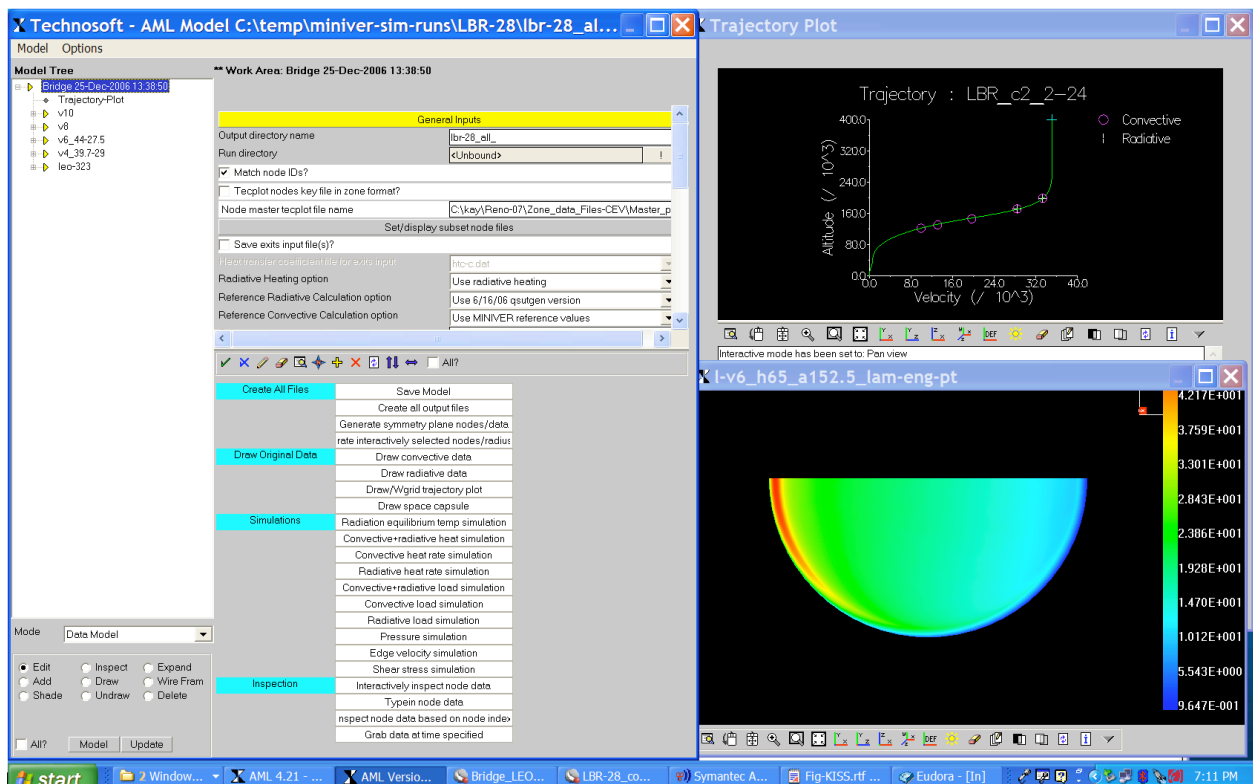 Technosoft - AML Model C:\temp\miniver-sim-runs\LBR-28\lbr-28_al...
Model Options
Model Tree
Bridge 25-Dec-2006 13:38:50
Trajectory-Plot
v10
v8
v6_44-27.5
v4_39.7-29
leo-323
Mode Data Model
Edit Inspect Expand
Add Draw Wire Fram
Shade Undraw Delete
All? Model Update
** Work Area: Bridge 25-Dec-2006 13:38:50
General Inputs
Output directory name lbr-28_all_
Run directory <Unbound> !
Match node IDs?
Tecplot nodes key file in zone format?
Node master tecplot file name C:\kay\Reno-07\Zone_data_Files-CEV\Master_p
Set/display subset node files
Save exits input file(s)?
Heat transfer coefficient file for exits input htc-c.dat
Radiative Heating option Use radiative heating
Reference Radiative Calculation option Use 6/16/06 qsutgen version
Reference Convective Calculation option Use MINIVER reference values
All?
Create All Files Save Model
Create all output files
Generate symmetry plane nodes/data
rate interactively selected nodes/radius
Draw Original Data Draw convective data
Draw radiative data
Draw/Wgrid trajectory plot
Draw space capsule
Simulations Radiation equilibrium temp simulation
Convective+radiative heat simulation
Convective heat rate simulation
Radiative heat rate simulation
Convective+radiative load simulation
Convective load simulation
Radiative load simulation
Pressure simulation
Edge velocity simulation
Shear stress simulation
Inspection Interactively inspect node data
Typein node data
nspect node data based on node index
Grab data at time specified
Trajectory Plot
Trajectory : LBR_c2_2-24
Convective
Radiative
Altitude (/ 10^3)
400.0
320.0
240.0
160.0
80.0
0.0
0.0 8.0 16.0 24.0 32.0 40.0
Velocity (/ 10^3)
DEF
Interactive mode has been set to: Pan view
l-v6_h65_a152.5_lam-eng-pt
4.217E+001
3.759E+001
3.301E+001
2.843E+001
2.386E+001
1.928E+001
1.470E+001
1.012E+001
5.543E+000
9.647E-001
DEF
start 2 Window... AML 4.21 - ... AML Versio... Bridge_LEO... LBR-28_co... Symantec A... Fig-KISS.rtf ... Eudora - [In] 7:11 PM